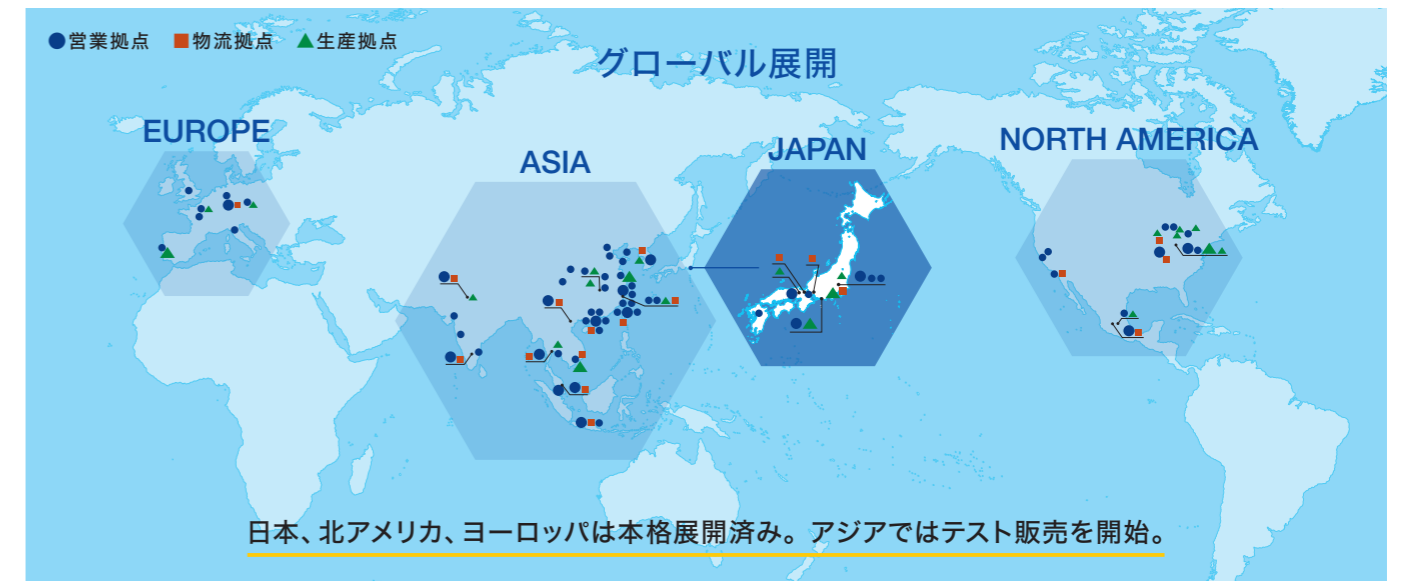 ●営業拠点 ■物流拠点 ▲生産拠点
グローバル展開
EUROPE
ASIA
JAPAN
NORTH AMERICA
日本、北アメリカ、ヨーロッパは本格展開済み。アジアではテスト販売を開始。